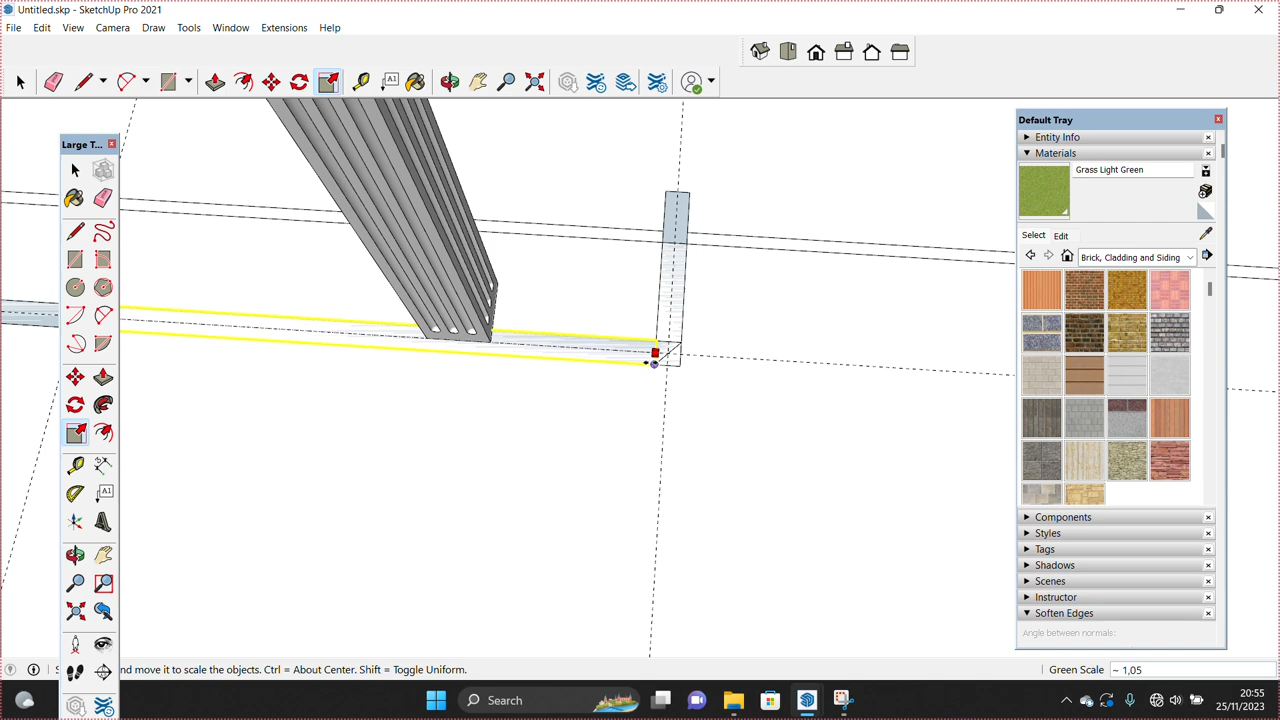 Untitled.skp - SketchUp Pro 2021
File Edit View Camera Draw Tools Window Extensions Help
A1
Large T...
A1
Default Tray
Entity Info
Materials
Grass Light Green
Select Edit
Brick, Cladding and Siding
Components
Styles
Tags
Shadows
Scenes
Instructor
Soften Edges
Angle between normals:
nd move it to scale the objects. Ctrl = About Center. Shift = Toggle Uniform.
Green Scale ~ 1,05
Search
20:55
25/11/2023